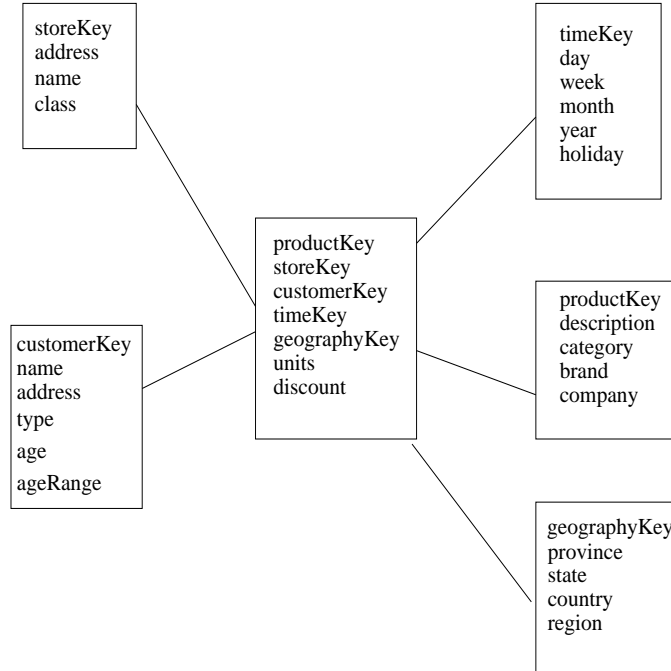 storeKey
address
name
class
timeKey
day
week
month
year
holiday
productKey
storeKey
customerKey
timeKey
geographyKey
units
discount
customerKey
name
address
type
age
ageRange
productKey
description
category
brand
company
geographyKey
province
state
country
region